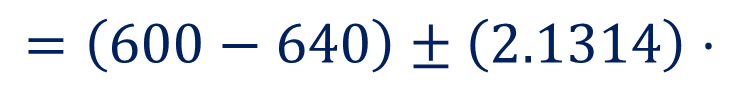 = (600 − 640) ± (2.1314) ·